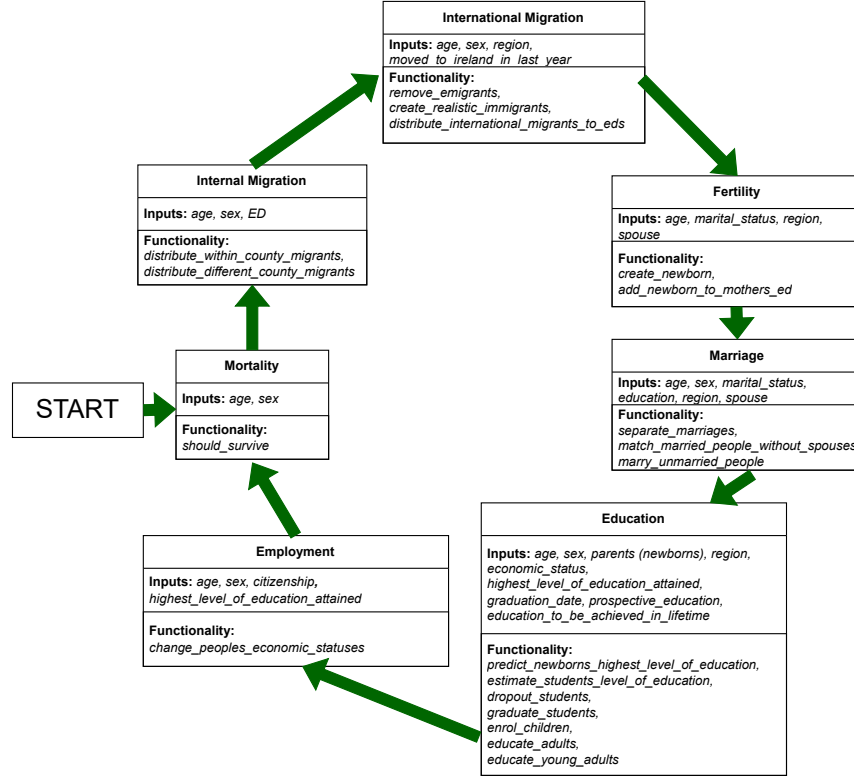 International Migration
Inputs: age, sex, region,
moved_to_ireland_in_last_year
Functionality:
remove_emigrants,
create_realistic_immigrants,
distribute_international_migrants_to_eds
Internal Migration
Inputs: age, sex, ED
Functionality:
distribute_within_county_migrants,
distribute_different_county_migrants
Fertility
Inputs: age, marital_status, region,
spouse
Functionality:
create_newborn,
add_newborn_to_mothers_ed
Mortality
Inputs: age, sex
Functionality:
should_survive
START
Marriage
Inputs: age, sex, marital_status,
education, region, spouse
Functionality:
separate_marriages,
match_married_people_without_spouses,
marry_unmarried_people
Education
Inputs: age, sex, parents (newborns), region,
economic_status,
highest_level_of_education_attained,
graduation_date, prospective_education,
education_to_be_achieved_in_lifetime
Functionality:
predict_newborns_highest_level_of_education,
estimate_students_level_of_education,
dropout_students,
graduate_students,
enrol_children,
educate_adults,
educate_young_adults
Employment
Inputs: age, sex, citizenship,
highest_level_of_education_attained
Functionality:
change_peoples_economic_statuses